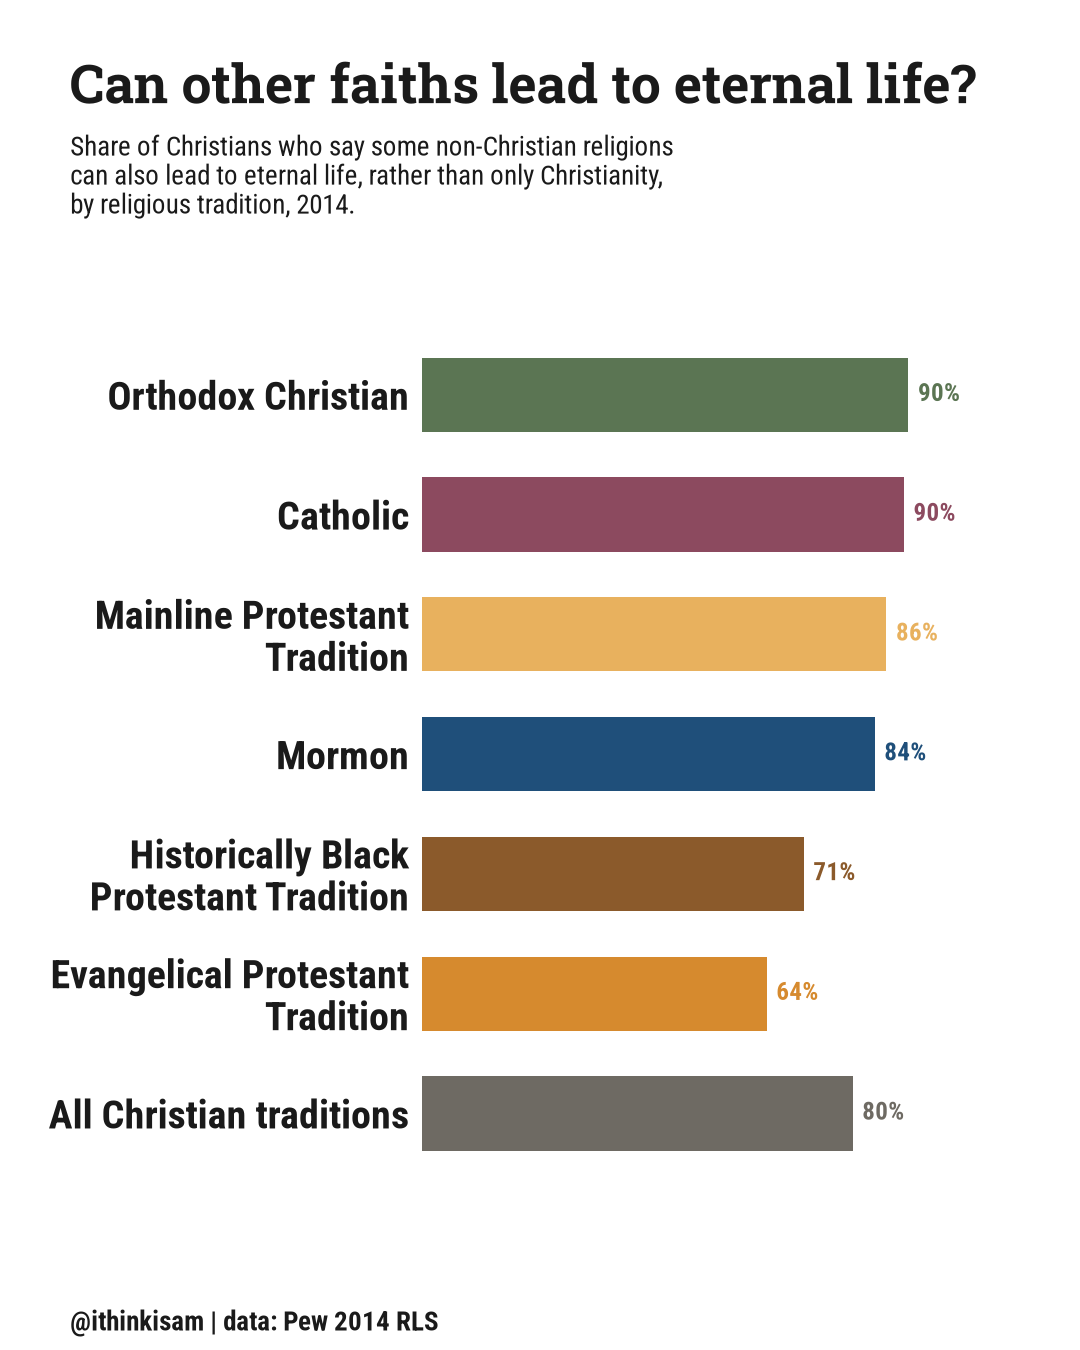 Can other faiths lead to eternal life?
Share of Christians who say some non-Christian religions
can also lead to eternal life, rather than only Christianity,
by religious tradition, 2014.
Orthodox Christian 90%
Catholic 90%
Mainline Protestant
Tradition 86%
Mormon 84%
Historically Black
Protestant Tradition 71%
Evangelical Protestant
Tradition 64%
All Christian traditions 80%
@ithinkisam | data: Pew 2014 RLS